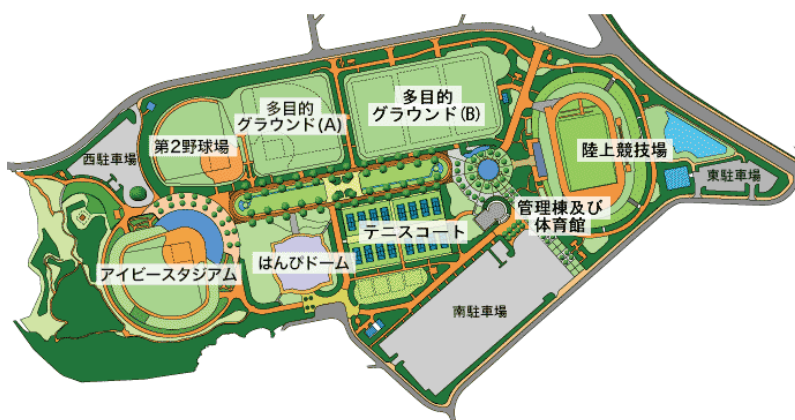 多目的
グラウンド(A)
多目的
グラウンド(B)
第2野球場
西駐車場
陸上競技場
東駐車場
管理棟及び
体育館
テニスコート
はんぴドーム
アイビースタジアム
南駐車場